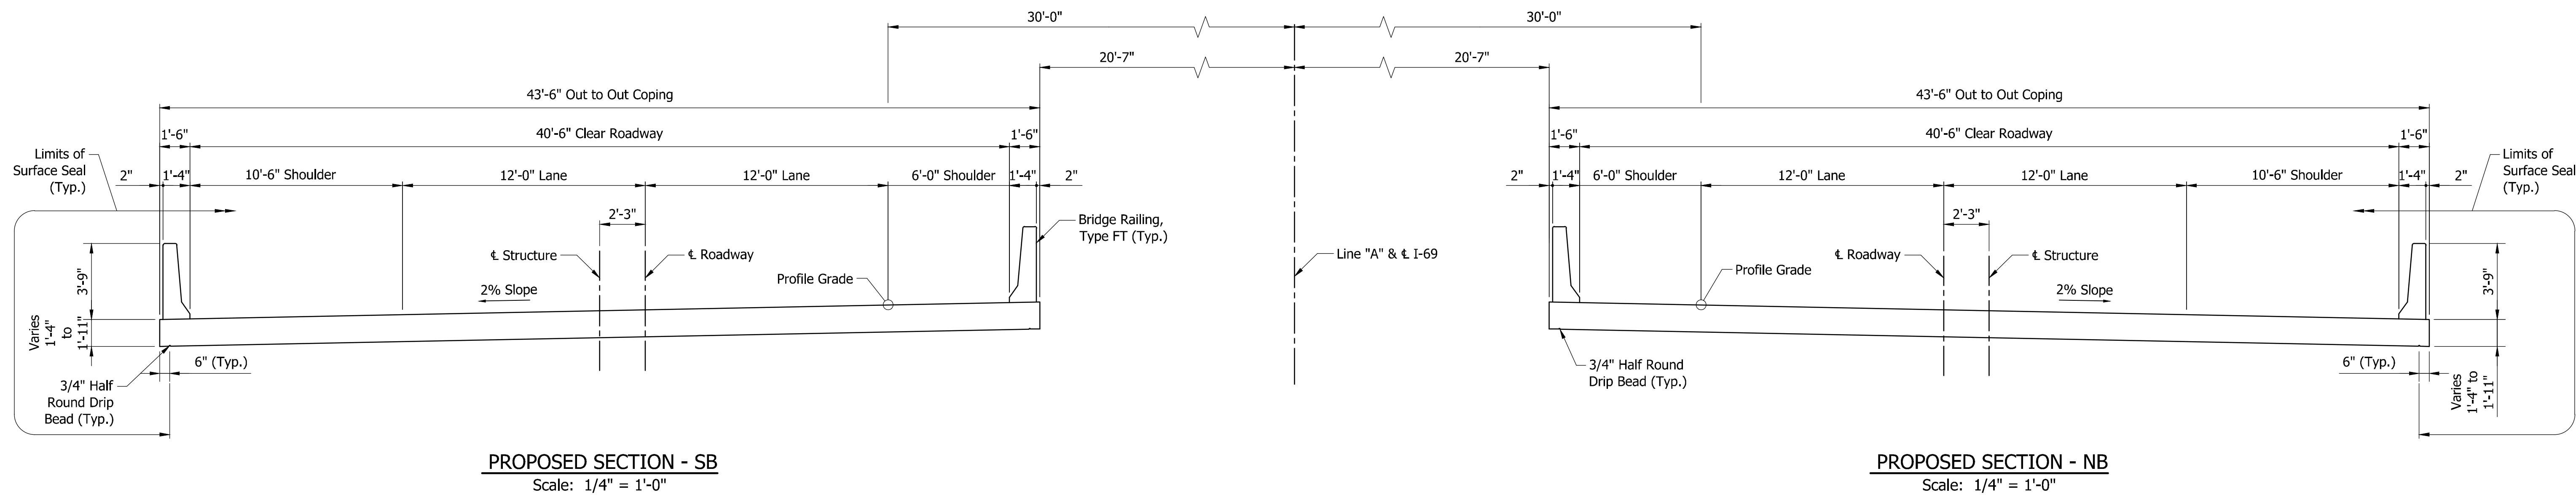 30'-0"
30'-0"
20'-7"
20'-7"
43'-6" Out to Out Coping
43'-6" Out to Out Coping
1'-6"
40'-6" Clear Roadway
1'-6"
1'-6"
40'-6" Clear Roadway
1'-6"
Limits of
Surface Seal
(Typ.)
2"
1'-4"
10'-6" Shoulder
12'-0" Lane
12'-0" Lane
6'-0" Shoulder
1'-4"
2"
2"
1'-4"
6'-0" Shoulder
12'-0" Lane
12'-0" Lane
10'-6" Shoulder
1'-4"
2"
Limits of
Surface Seal
(Typ.)
2'-3"
Bridge Railing,
Type FT (Typ.)
2'-3"
℄ Structure
℄ Roadway
Line "A" & ℄ I-69
℄ Roadway
℄ Structure
Profile Grade
Profile Grade
3'-9"
2% Slope
2% Slope
3'-9"
Varies
1'-4"
to
1'-11"
6" (Typ.)
3/4" Half
Round Drip
Bead (Typ.)
3/4" Half Round
Drip Bead (Typ.)
6" (Typ.)
Varies
1'-4" to
1'-11"
PROPOSED SECTION - SB
Scale: 1/4" = 1'-0"
PROPOSED SECTION - NB
Scale: 1/4" = 1'-0"